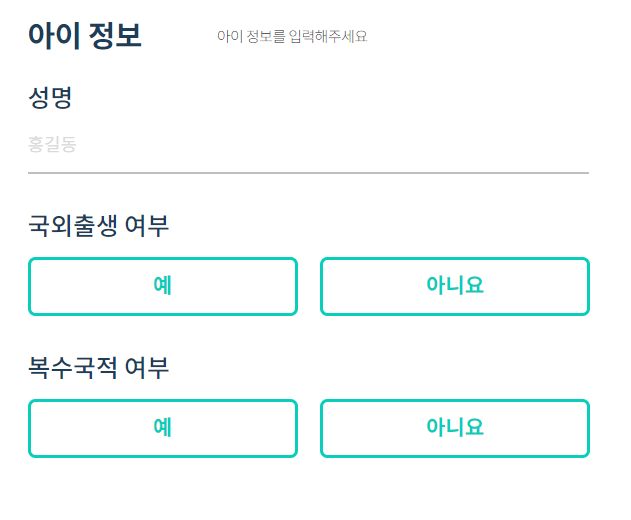 아이 정보 아이 정보를 입력해주세요
성명
홍길동
국외출생 여부
예 아니요
복수국적 여부
예 아니요